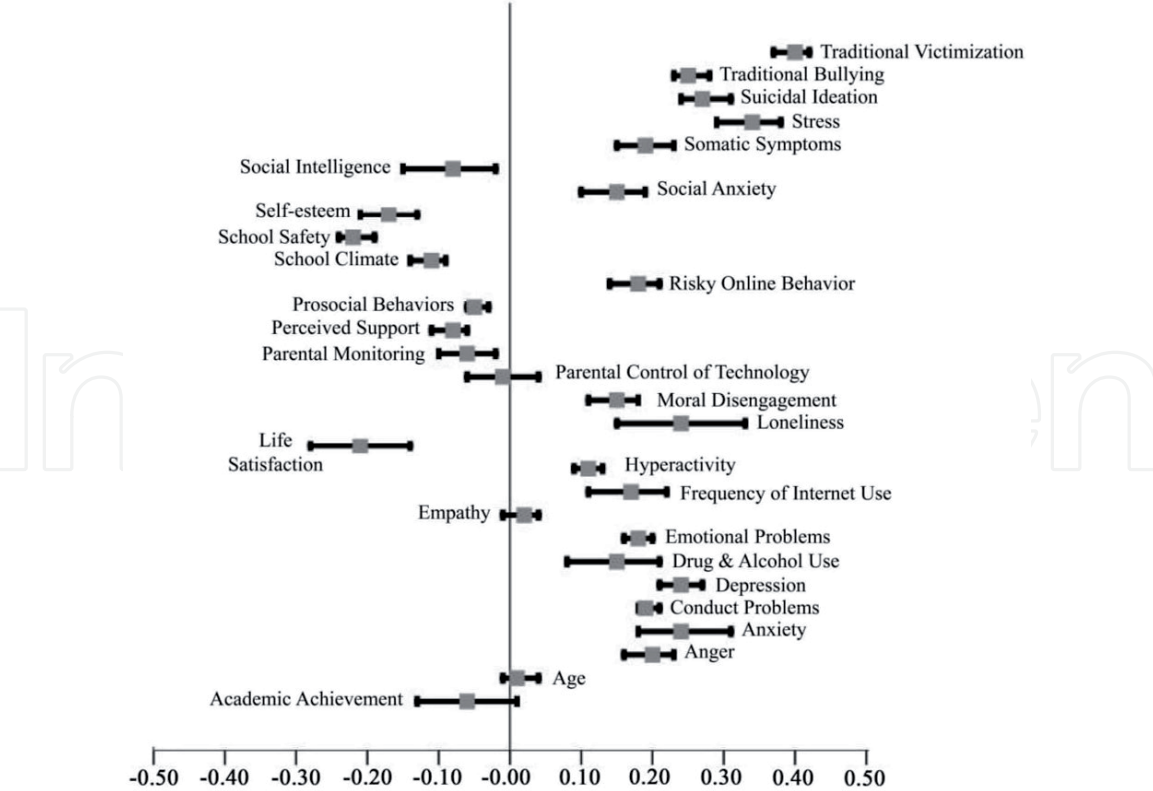 Traditional Victimization
Traditional Bullying
Suicidal Ideation
Stress
Somatic Symptoms
Social Intelligence
Social Anxiety
Self-esteem
School Safety
School Climate
Risky Online Behavior
Prosocial Behaviors
Perceived Support
Parental Monitoring
Parental Control of Technology
Moral Disengagement
Loneliness
Life
Satisfaction
Hyperactivity
Frequency of Internet Use
Empathy
Emotional Problems
Drug & Alcohol Use
Depression
Conduct Problems
Anxiety
Anger
Age
Academic Achievement
-0.50 -0.40 -0.30 -0.20 -0.10 -0.00 0.10 0.20 0.30 0.40 0.50